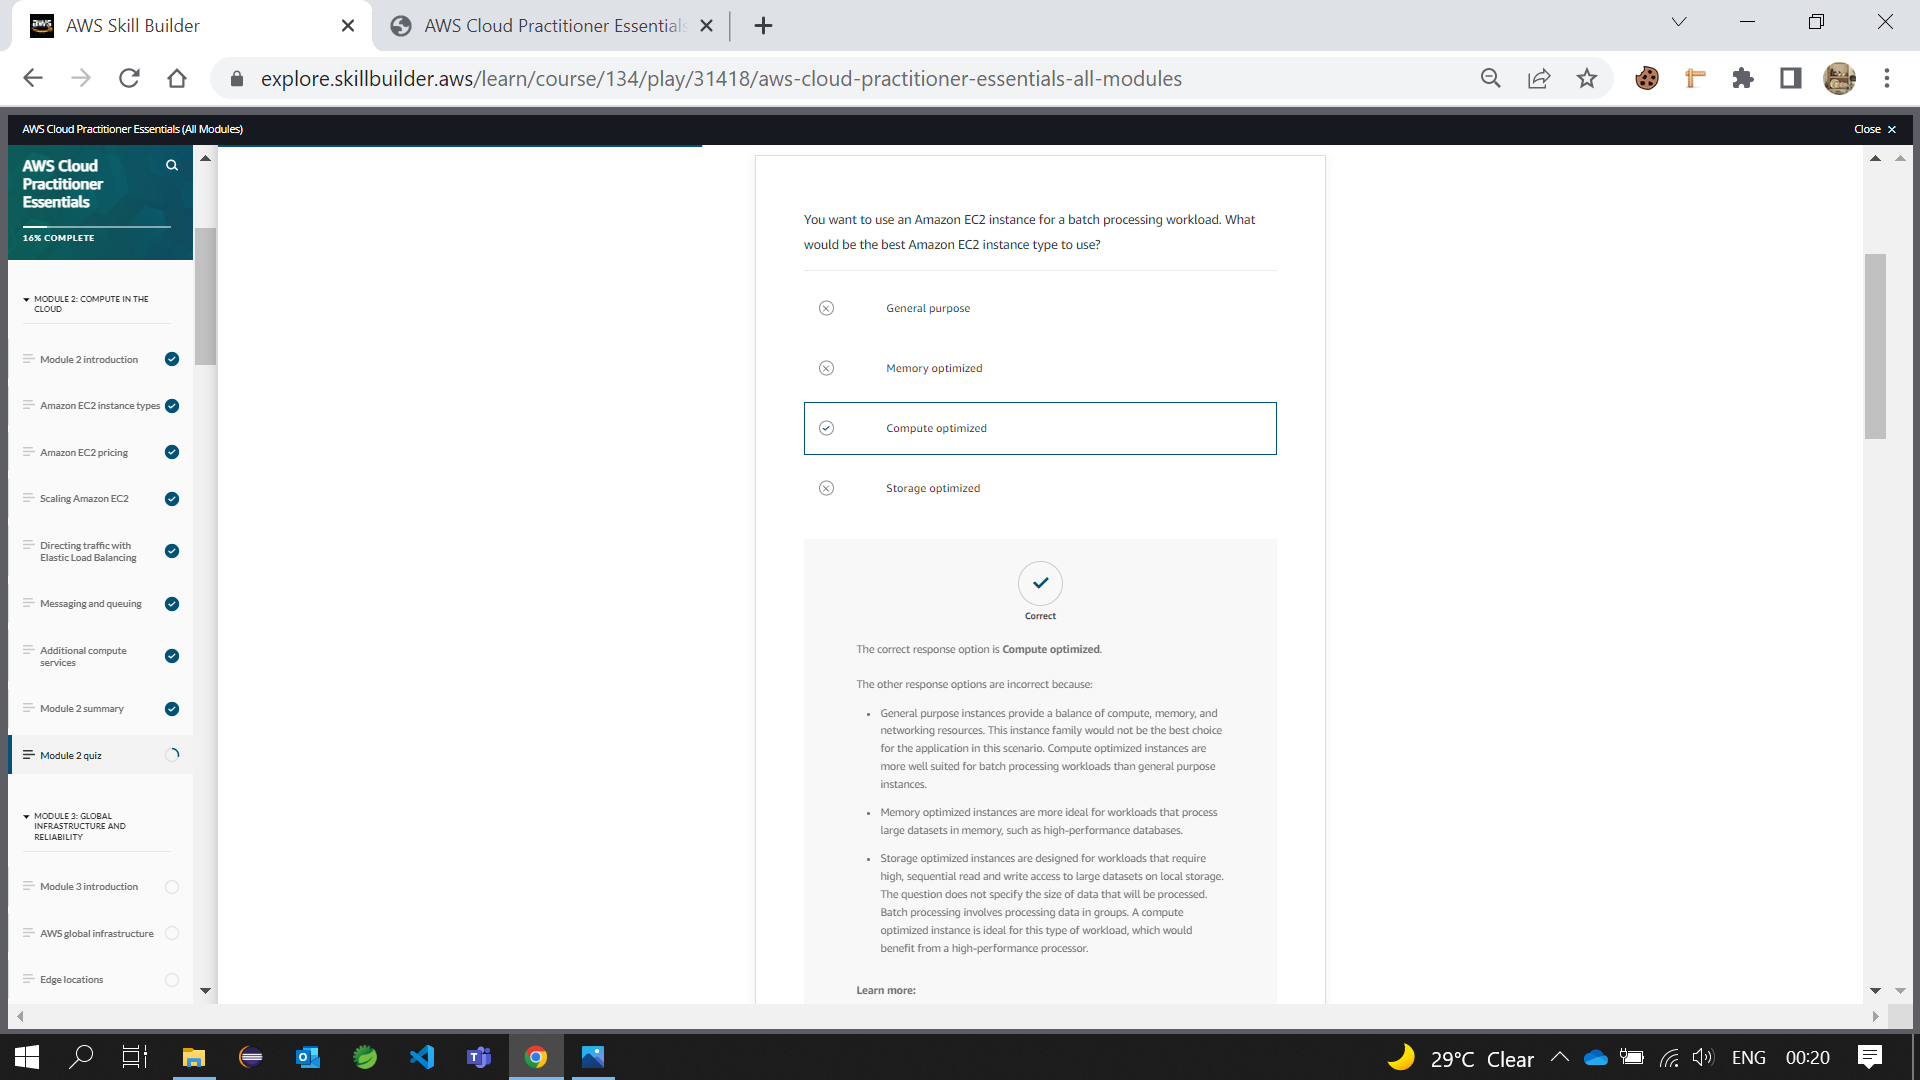 AWS Skill Builder
AWS Cloud Practitioner Essentials
explore.skillbuilder.aws/learn/course/134/play/31418/aws-cloud-practitioner-essentials-all-modules
AWS Cloud Practitioner Essentials (All Modules)
Close
AWS Cloud
Practitioner
Essentials
16% COMPLETE
MODULE 2: COMPUTE IN THE
CLOUD
Module 2 introduction
Amazon EC2 instance types
Amazon EC2 pricing
Scaling Amazon EC2
Directing traffic with
Elastic Load Balancing
Messaging and queuing
Additional compute
services
Module 2 summary
Module 2 quiz
MODULE 3: GLOBAL
INFRASTRUCTURE AND
RELIABILITY
Module 3 introduction
AWS global infrastructure
Edge locations
You want to use an Amazon EC2 instance for a batch processing workload. What
would be the best Amazon EC2 instance type to use?
General purpose
Memory optimized
Compute optimized
Storage optimized
Correct
The correct response option is Compute optimized.
The other response options are incorrect because:
• General purpose instances provide a balance of compute, memory, and
networking resources. This instance family would not be the best choice
for the application in this scenario. Compute optimized instances are
more well suited for batch processing workloads than general purpose
instances.
• Memory optimized instances are more ideal for workloads that process
large datasets in memory, such as high-performance databases.
• Storage optimized instances are designed for workloads that require
high, sequential read and write access to large datasets on local storage.
The question does not specify the size of data that will be processed.
Batch processing involves processing data in groups. A compute
optimized instance is ideal for this type of workload, which would
benefit from a high-performance processor.
Learn more:
29°C Clear
ENG
00:20